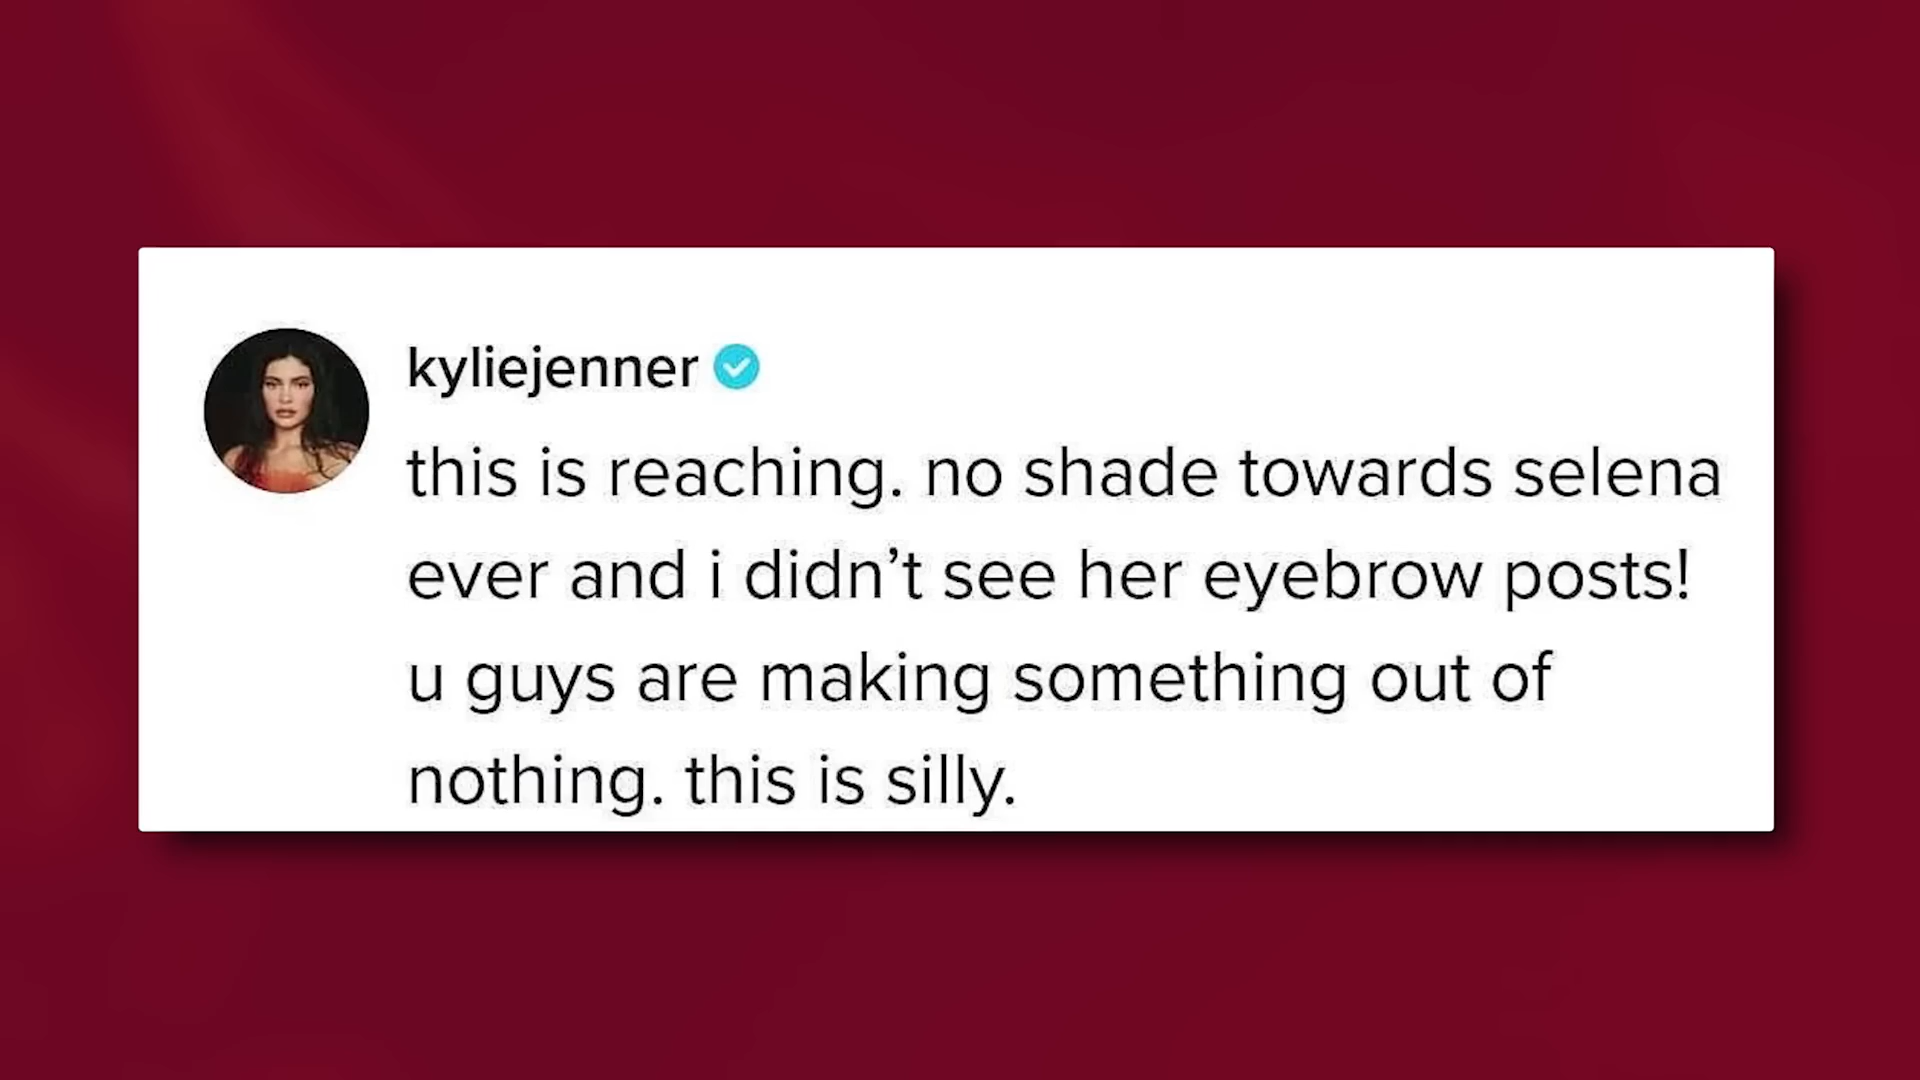 kyliejenner
this is reaching. no shade towards selena
ever and i didn’t see her eyebrow posts!
u guys are making something out of
nothing. this is silly.